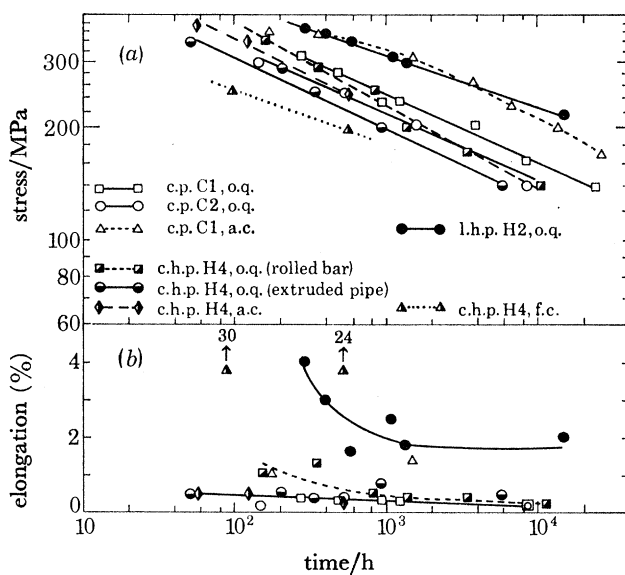 (a)
300
200
100
80
60
stress/MPa
c.p. C1, o.q.
c.p. C2, o.q.
c.p. C1, a.c.
l.h.p. H2, o.q.
c.h.p. H4, o.q. (rolled bar)
c.h.p. H4, o.q. (extruded pipe)
c.h.p. H4, a.c.
c.h.p. H4, f.c.
(b)
30
24
4
2
0
elongation (%)
10
10²
10³
10⁴
time/h